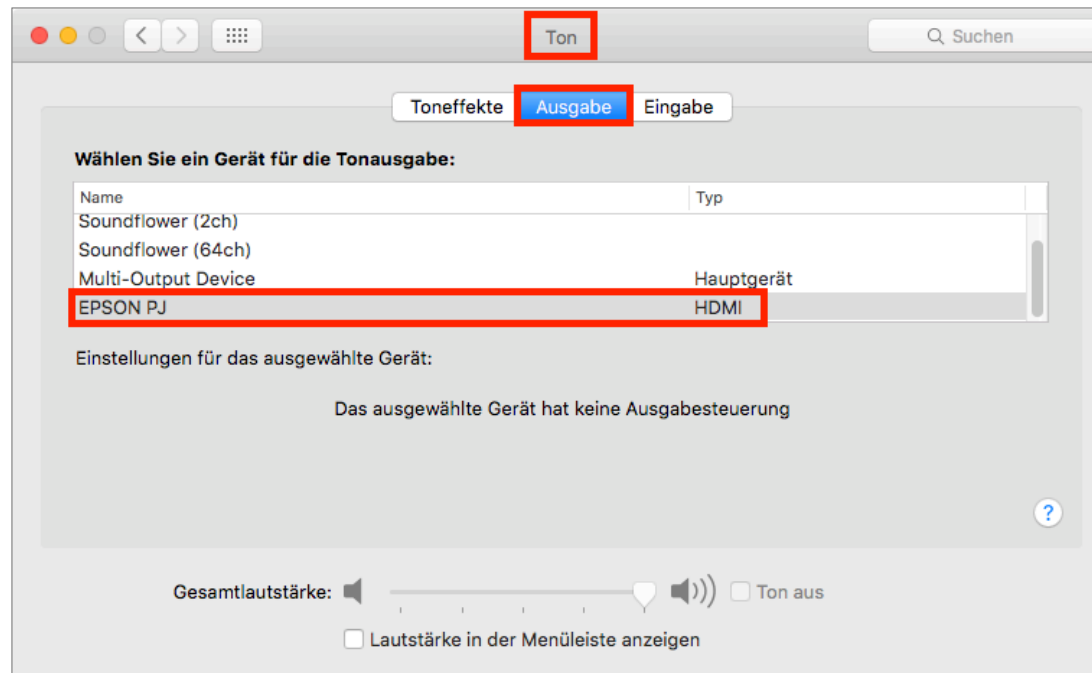 Ton
Suchen
Toneffekte Ausgabe Eingabe
Wählen Sie ein Gerät für die Tonausgabe:
Name Typ
Soundflower (2ch)
Soundflower (64ch)
Multi-Output Device Hauptgerät
EPSON PJ HDMI
Einstellungen für das ausgewählte Gerät:
Das ausgewählte Gerät hat keine Ausgabesteuerung
?
Gesamtlautstärke: Ton aus
Lautstärke in der Menüleiste anzeigen